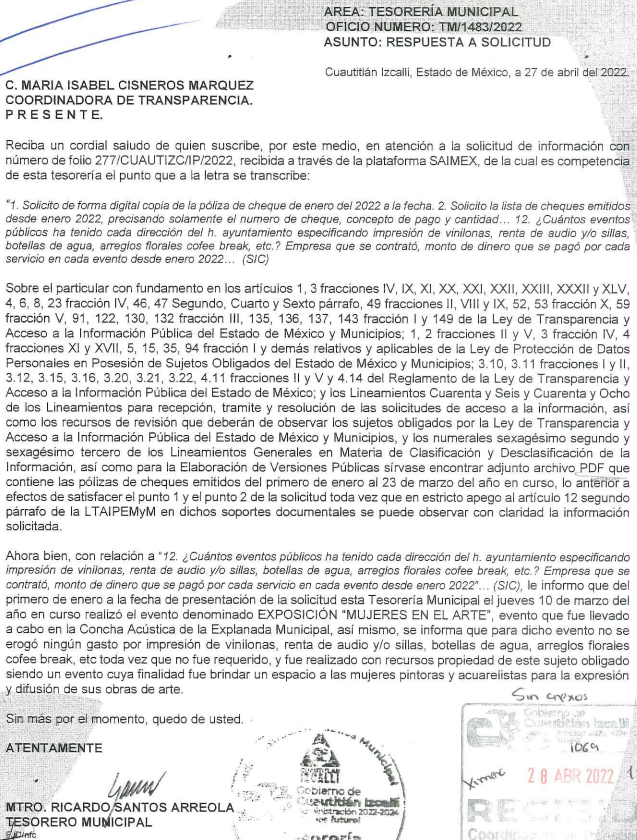 AREA: TESORERÍA MUNICIPAL
OFICIO NUMERO: TM/1483/2022
ASUNTO: RESPUESTA A SOLICITUD
Cuautitlán Izcalli, Estado de México, a 27 de abril del 2022.
C. MARIA ISABEL CISNEROS MARQUEZ
COORDINADORA DE TRANSPARENCIA.
P R E S E N T E.
Reciba un cordial saludo de quien suscribe, por este medio, en atención a la solicitud de información con
número de folio 277/CUAUTIZC/IP/2022, recibida a través de la plataforma SAIMEX, de la cual es competencia
de esta tesorería el punto que a la letra se transcribe:
"1. Solicito de forma digital copia de la póliza de cheque de enero del 2022 a la fecha. 2. Solicito la lista de cheques emitidos
desde enero 2022, precisando solamente el numero de cheque, concepto de pago y cantidad... 12. ¿Cuántos eventos
públicos ha tenido cada dirección del h. ayuntamiento especificando impresión de vinilonas, renta de audio y/o sillas,
botellas de agua, arreglos florales cofee break, etc.? Empresa que se contrató, monto de dinero que se pagó por cada
servicio en cada evento desde enero 2022... (SIC)
Sobre el particular con fundamento en los artículos 1, 3 fracciones IV, IX, XI, XX, XXI, XXII, XXIII, XXXII y XLV,
4, 6, 8, 23 fracción IV, 46, 47 Segundo, Cuarto y Sexto párrafo, 49 fracciones II, VIII y IX, 52, 53 fracción X, 59
fracción V, 91, 122, 130, 132 fracción III, 135, 136, 137, 143 fracción I y 149 de la Ley de Transparencia y
Acceso a la Información Pública del Estado de México y Municipios; 1, 2 fracciones II y V, 3 fracción IV, 4
fracciones XI y XVII, 5, 15, 35, 94 fracción I y demás relativos y aplicables de la Ley de Protección de Datos
Personales en Posesión de Sujetos Obligados del Estado de México y Municipios; 3.10, 3.11 fracciones I y II,
3.12, 3.15, 3.16, 3.20, 3.21, 3.22, 4.11 fracciones II y V y 4.14 del Reglamento de la Ley de Transparencia y
Acceso a la Información Pública del Estado de México; y los Lineamientos Cuarenta y Seis y Cuarenta y Ocho
de los Lineamientos para recepción, tramite y resolución de las solicitudes de acceso a la información, así
como los recursos de revisión que deberán de observar los sujetos obligados por la Ley de Transparencia y
Acceso a la Información Pública del Estado de México y Municipios, y los numerales sexagésimo segundo y
sexagésimo tercero de los Lineamientos Generales en Materia de Clasificación y Desclasificación de la
Información, así como para la Elaboración de Versiones Públicas sírvase encontrar adjunto archivo PDF que
contiene las pólizas de cheques emitidos del primero de enero al 23 de marzo del año en curso, lo anterior a
efectos de satisfacer el punto 1 y el punto 2 de la solicitud toda vez que en estricto apego al artículo 12 segundo
párrafo de la LTAIPEMyM en dichos soportes documentales se puede observar con claridad la información
solicitada.
Ahora bien, con relación a "12. ¿Cuántos eventos públicos ha tenido cada dirección del h. ayuntamiento especificando
impresión de vinilonas, renta de audio y/o sillas, botellas de agua, arreglos florales cofee break, etc.? Empresa que se
contrató, monto de dinero que se pagó por cada servicio en cada evento desde enero 2022"... (SIC), le informo que del
primero de enero a la fecha de presentación de la solicitud esta Tesorería Municipal el jueves 10 de marzo del
año en curso realizó el evento denominado EXPOSICIÓN "MUJERES EN EL ARTE", evento que fue llevado
a cabo en la Concha Acústica de la Explanada Municipal, así mismo, se informa que para dicho evento no se
erogó ningún gasto por impresión de vinilonas, renta de audio y/o sillas, botellas de agua, arreglos florales
cofee break, etc toda vez que no fue requerido, y fue realizado con recursos propiedad de este sujeto obligado
siendo un evento cuya finalidad fue brindar un espacio a las mujeres pintoras y acuarelistas para la expresión
y difusión de sus obras de arte.
Sin anexos
Sin más por el momento, quedo de usted.
ATENTAMENTE
Gobierno de
Cuautitlán Izcalli
1069
28 ABR 2022
Municipal
IZCALLI
Gobierno de
Cuautitlán Izcalli
Administración 2022-2024
futuro!
MTRO. RICARDO SANTOS ARREOLA
TESORERO MUNICIPAL